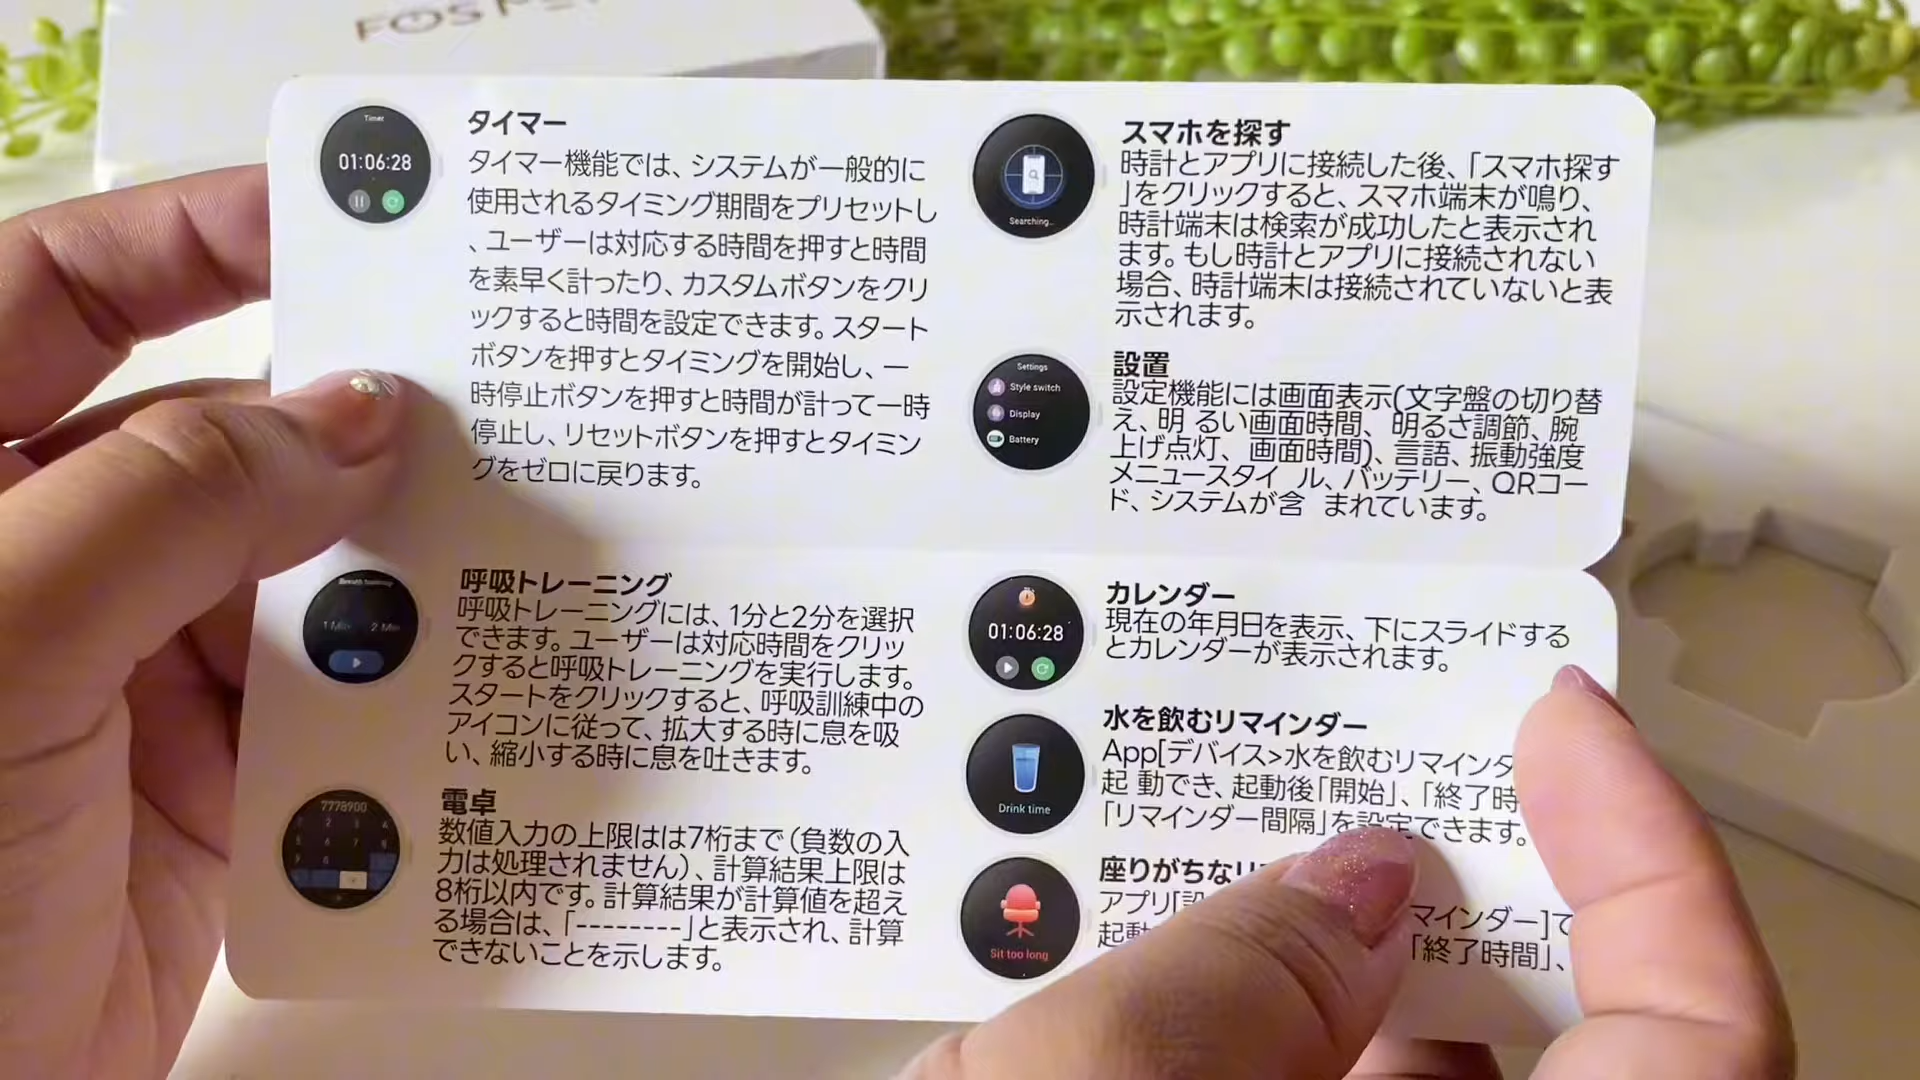 Timer
01:06:28
タイマー
タイマー機能では、システムが一般的に
使用されるタイミング期間をプリセットし
、ユーザーは対応する時間を押すと時間
を素早く計ったり、カスタムボタンをクリ
ックすると時間を設定できます。スタート
ボタンを押すとタイミングを開始し、一
時停止ボタンを押すと時間が計って一時
停止し、リセットボタンを押すとタイミン
グをゼロに戻ります。
1 Min 2 Min
呼吸トレーニング
呼吸トレーニングには、1分と2分を選択
できます。ユーザーは対応時間をクリッ
クすると呼吸トレーニングを実行します。
スタートをクリックすると、呼吸訓練中の
アイコンに従って、拡大する時に息を吸
い、縮小する時に息を吐きます。
7778900
電卓
数値入力の上限はは7桁まで(負数の入
力は処理されません)、計算結果上限は
8桁以内です。計算結果が計算値を超え
る場合は、「--------」と表示され、計算
できないことを示します。
Searching...
スマホを探す
時計とアプリに接続した後、「スマホ探す
」をクリックすると、スマホ端末が鳴り、
時計端末は検索が成功したと表示され
ます。もし時計とアプリに接続されない
場合、時計端末は接続されていないと表
示されます。
Settings
Style switch
Display
Battery
設置
設定機能には画面表示(文字盤の切り替
え、明 るい画面時間、明るさ調節、腕
上げ点灯、画面時間)、言語、振動強度
メニュースタイ ル、バッテリー、QRコー
ド、システムが含 まれています。
01:06:28
カレンダー
現在の年月日を表示、下にスライドする
とカレンダーが表示されます。
Drink time
水を飲むリマインダー
App[デバイス>水を飲むリマインダ
起 動でき、起動後「開始」、「終了時
「リマインダー間隔」を設定できます。
Sit too long
座りがちなリ
アプリ[設 マインダー]で
起動 「終了時間」、